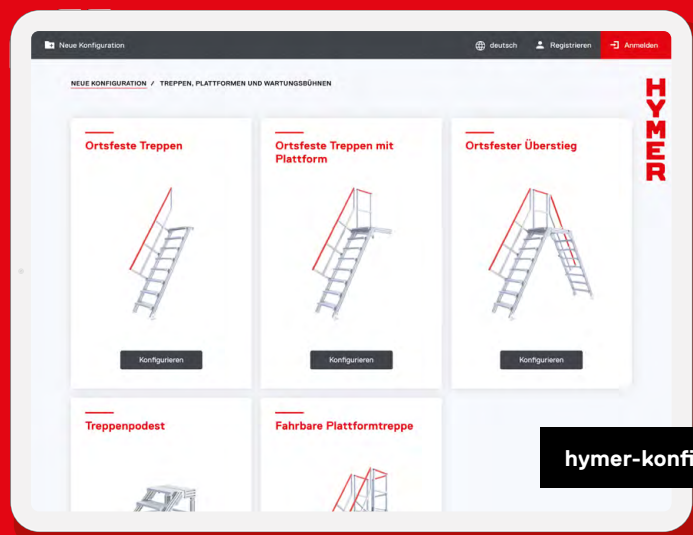 Neue Konfiguration
deutsch
Registrieren
Anmelden
NEUE KONFIGURATION / TREPPEN, PLATTFORMEN UND WARTUNGSBÜHNEN
HYMER
Ortsfeste Treppen
Ortsfeste Treppen mit
Plattform
Ortsfester Überstieg
Konfigurieren
Konfigurieren
Konfigurieren
Treppenpodest
Fahrbare Plattformtreppe
hymer-konfi